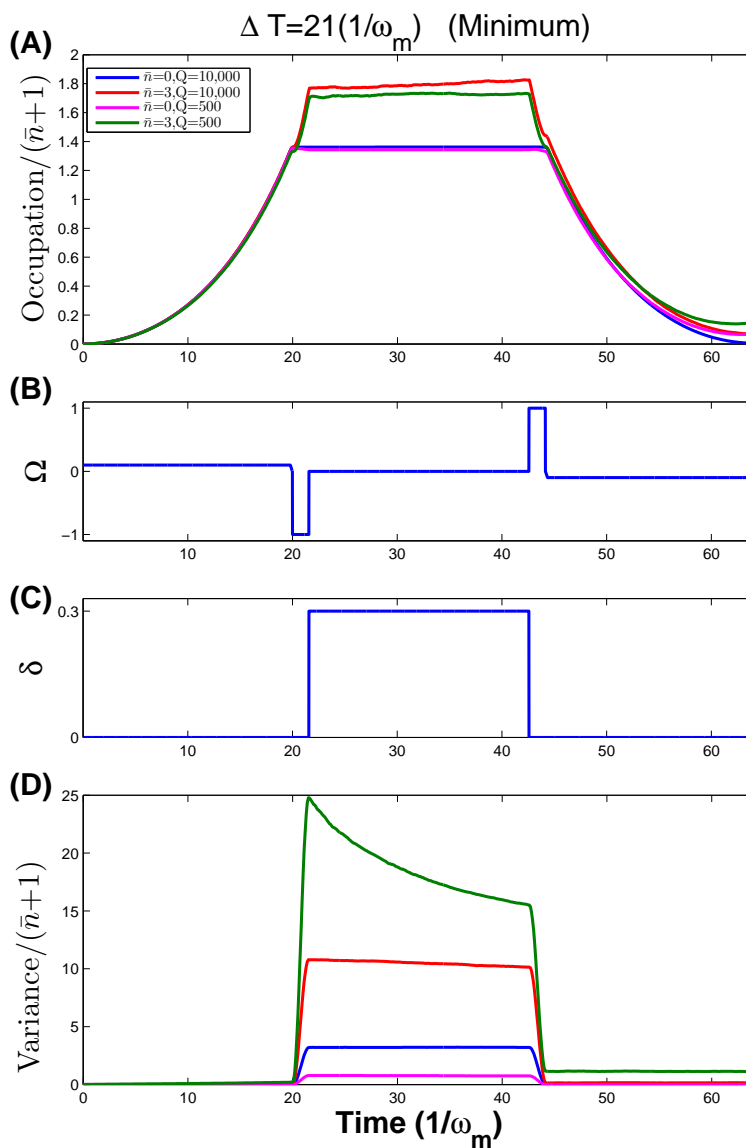 Δ T=21(1/ω_m)   (Minimum)
(A)
Occupation/(n̄+1)
2
1.8
1.6
1.4
1.2
1
0.8
0.6
0.4
0.2
0
n̄=0,Q=10,000
n̄=3,Q=10,000
n̄=0,Q=500
n̄=3,Q=500
0 10 20 30 40 50 60
(B)
Ω
1
0
−1
10 20 30 40 50 60
(C)
δ
0.3
0
0 10 20 30 40 50 60
(D)
Variance/(n̄+1)
25
20
15
10
5
0
0 10 20 30 40 50 60
Time (1/ω_m)